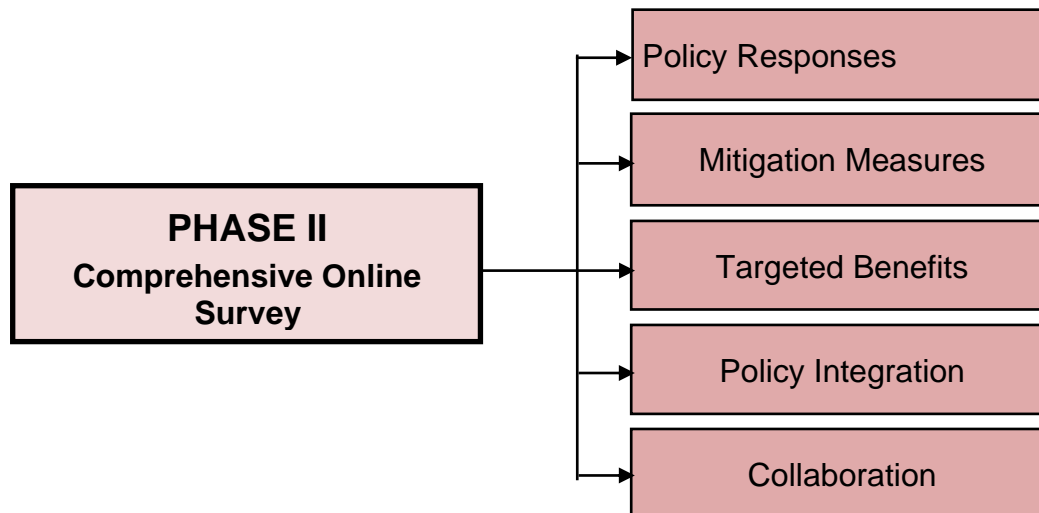 Policy Responses
Mitigation Measures
PHASE II
Comprehensive Online
Survey
Targeted Benefits
Policy Integration
Collaboration